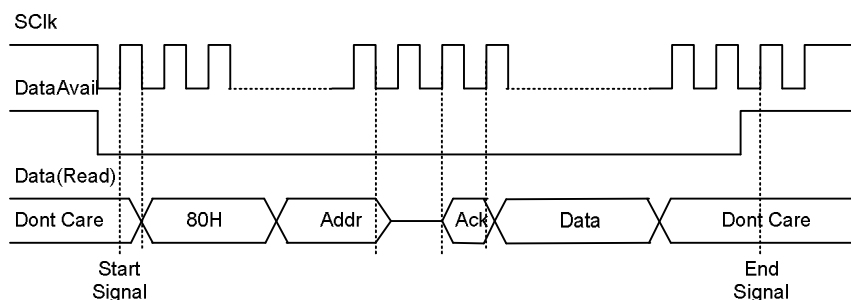 SClk
DataAvail
Data(Read)
Dont Care 80H Addr Ack Data Dont Care
Start
Signal
End
Signal